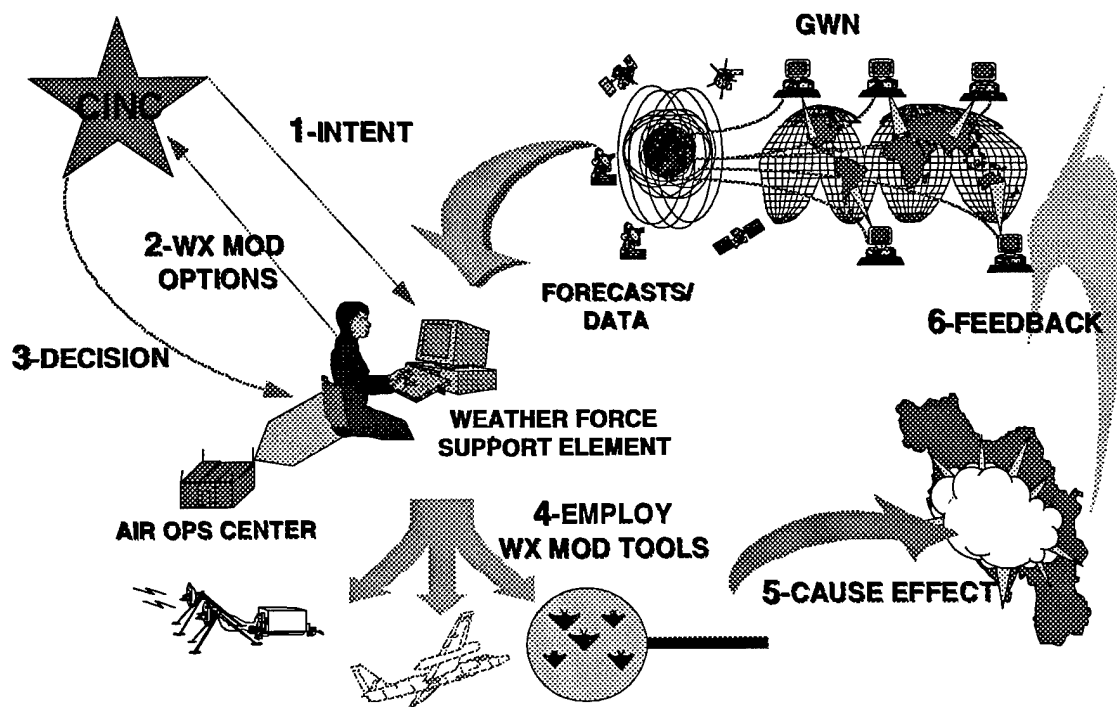 GWN
CINC
1-INTENT
2-WX MOD
OPTIONS
3-DECISION
FORECASTS/
DATA
6-FEEDBACK
WEATHER FORCE
SUPPORT ELEMENT
AIR OPS CENTER
4-EMPLOY
WX MOD TOOLS
5-CAUSE EFFECT